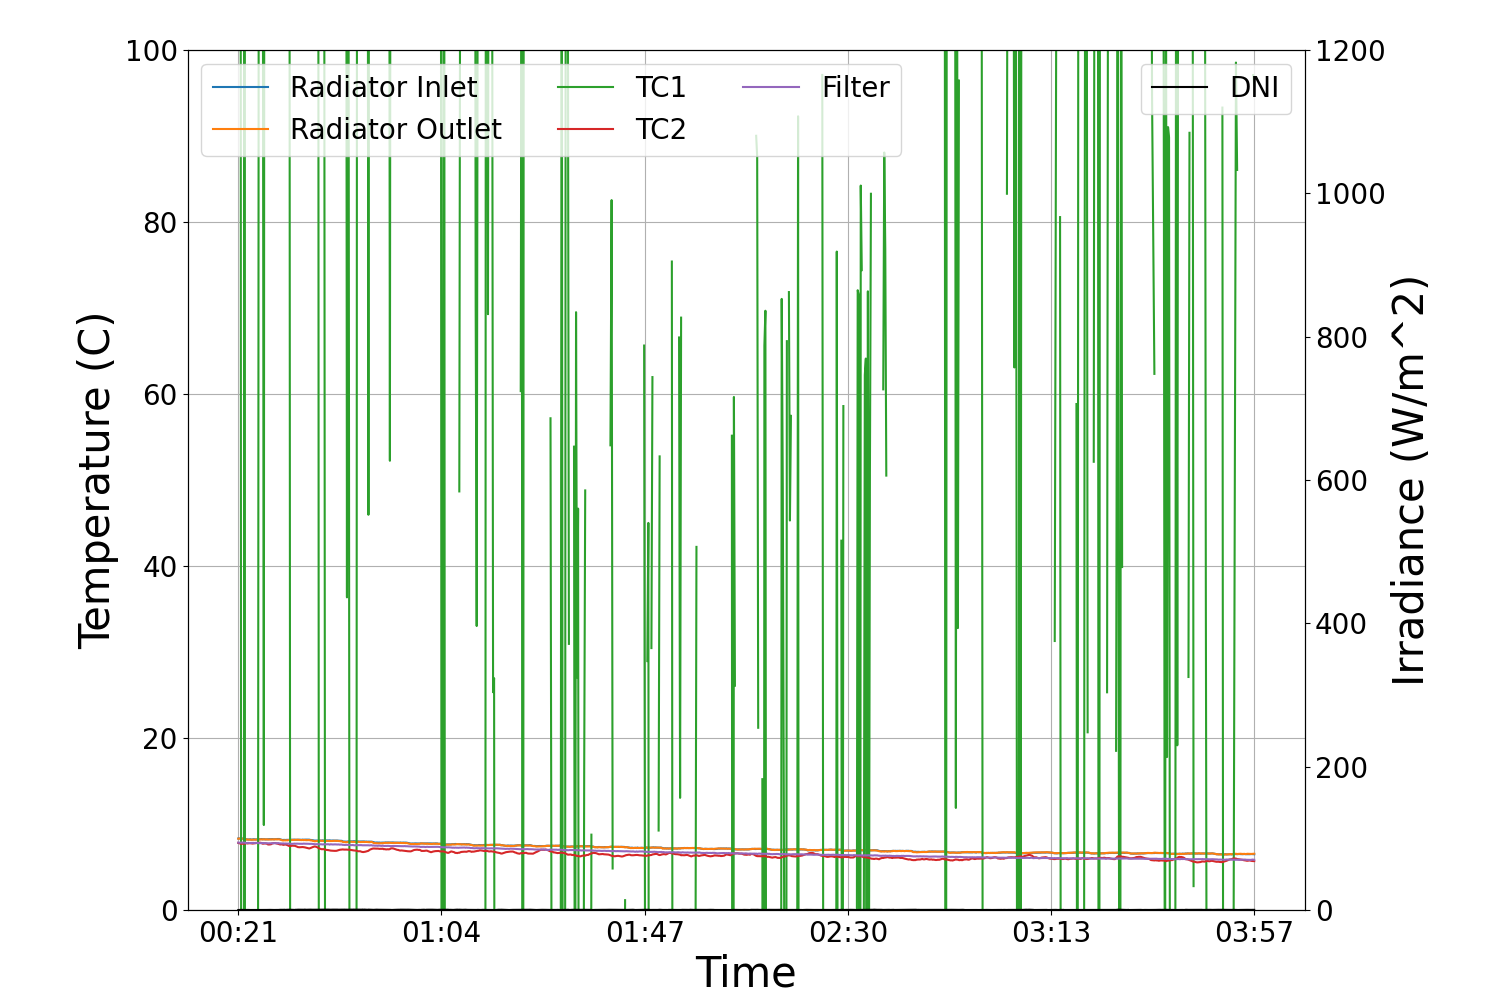 Radiator Inlet
Radiator Outlet
TC1
TC2
Filter
DNI
100
80
60
40
20
0
Temperature (C)
1200
1000
800
600
400
200
0
Irradiance (W/m^2)
00:21 01:04 01:47 02:30 03:13 03:57
Time